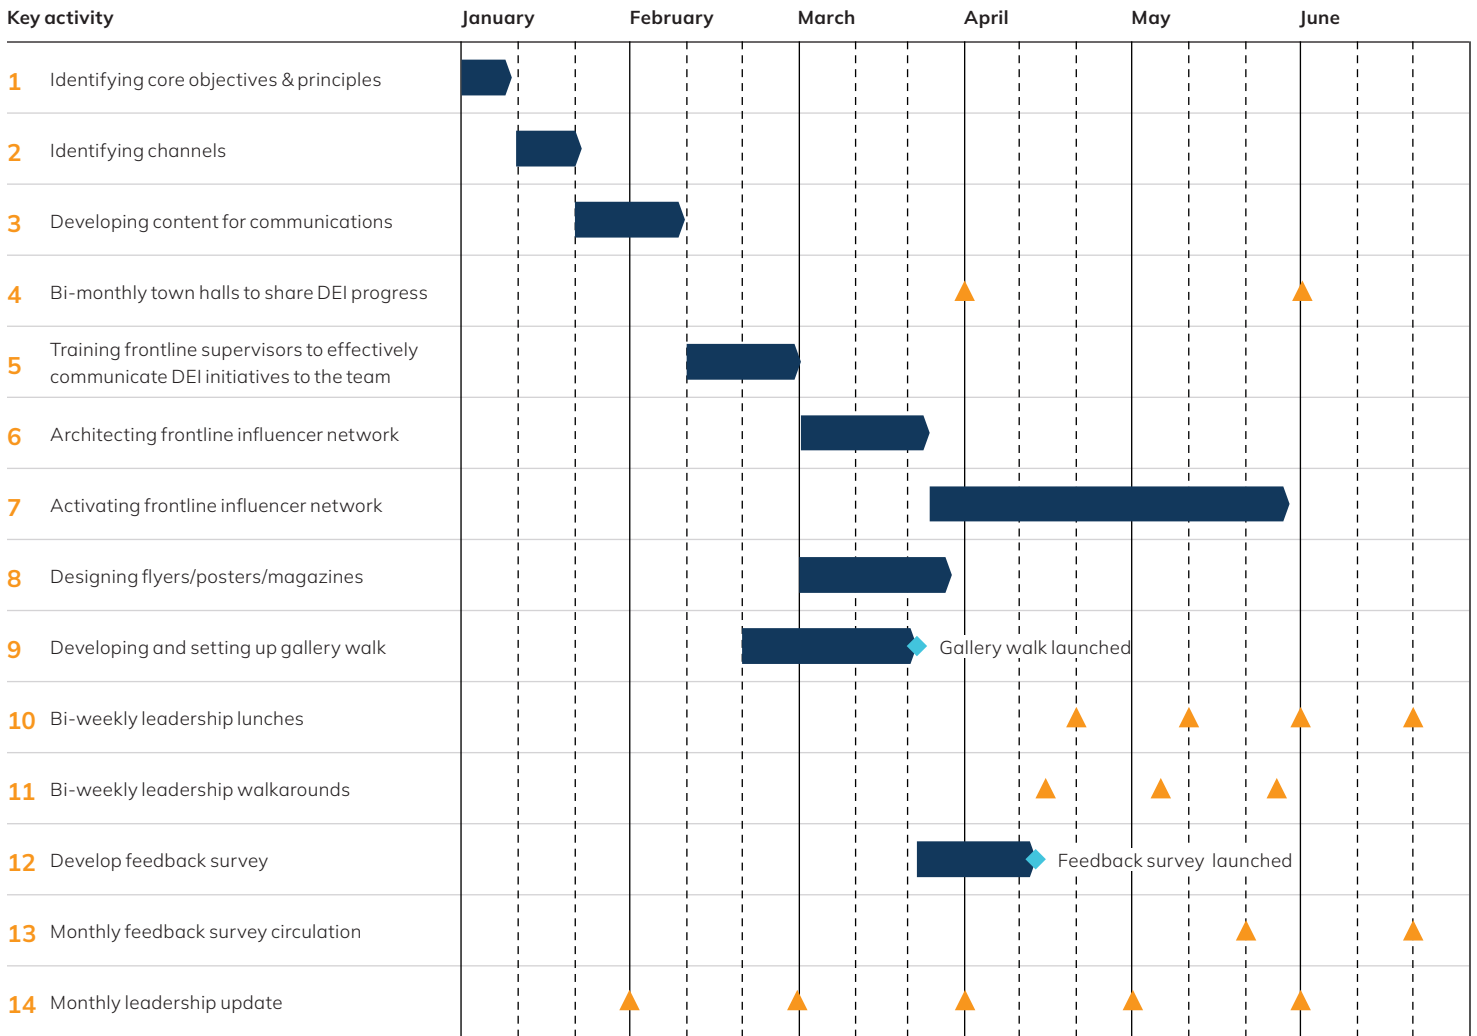 Key activity January February March April May June
1 Identifying core objectives & principles
2 Identifying channels
3 Developing content for communications
4 Bi-monthly town halls to share DEI progress
5 Training frontline supervisors to effectively
communicate DEI initiatives to the team
6 Architecting frontline influencer network
7 Activating frontline influencer network
8 Designing flyers/posters/magazines
9 Developing and setting up gallery walk Gallery walk launched
10 Bi-weekly leadership lunches
11 Bi-weekly leadership walkarounds
12 Develop feedback survey Feedback survey launched
13 Monthly feedback survey circulation
14 Monthly leadership update